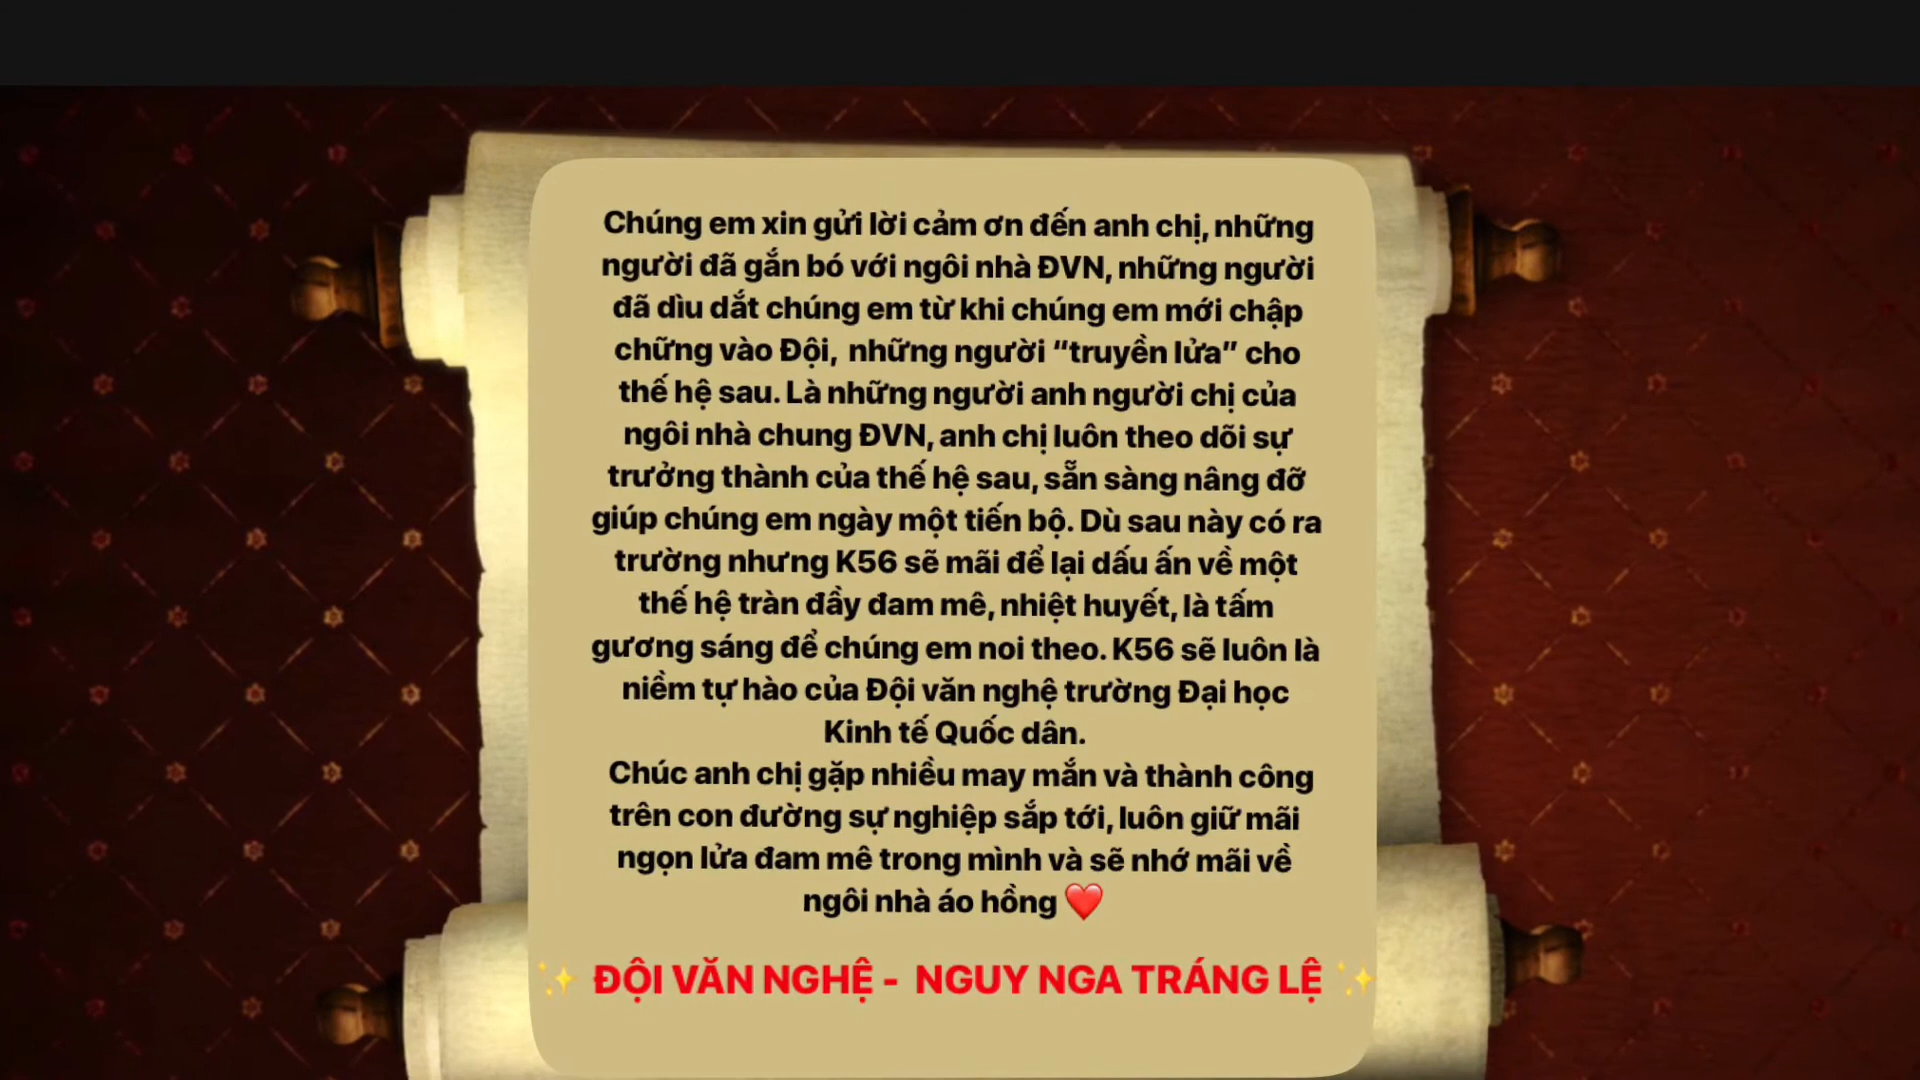 Chúng em xin gửi lời cảm ơn đến anh chị, những
người đã gắn bó với ngôi nhà ĐVN, những người
đã dìu dắt chúng em từ khi chúng em mới chập
chững vào Đội, những người “truyền lửa” cho
thế hệ sau. Là những người anh người chị của
ngôi nhà chung ĐVN, anh chị luôn theo dõi sự
trưởng thành của thế hệ sau, sẵn sàng nâng đỡ
giúp chúng em ngày một tiến bộ. Dù sau này có ra
trường nhưng K56 sẽ mãi để lại dấu ấn về một
thế hệ tràn đầy đam mê, nhiệt huyết, là tấm
gương sáng để chúng em noi theo. K56 sẽ luôn là
niềm tự hào của Đội văn nghệ trường Đại học
Kinh tế Quốc dân.
Chúc anh chị gặp nhiều may mắn và thành công
trên con đường sự nghiệp sắp tới, luôn giữ mãi
ngọn lửa đam mê trong mình và sẽ nhớ mãi về
ngôi nhà áo hồng ❤️
✨ ĐỘI VĂN NGHỆ - NGUY NGA TRÁNG LỆ ✨